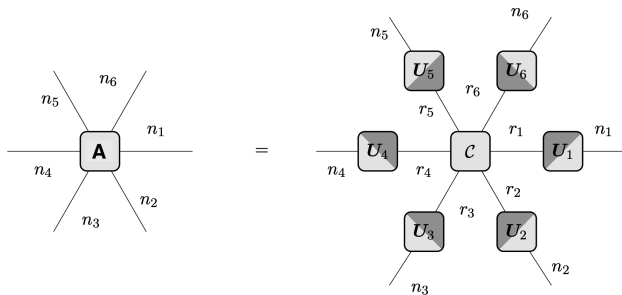 n₆
n₅
U₅ U₆
n₆
n₅
r₆
r₅
n₁
r₁ n₁
A = U₄ C U₁
n₄ n₄ r₄
r₂
n₂
r₃
n₃
U₃ U₂
n₂
n₃